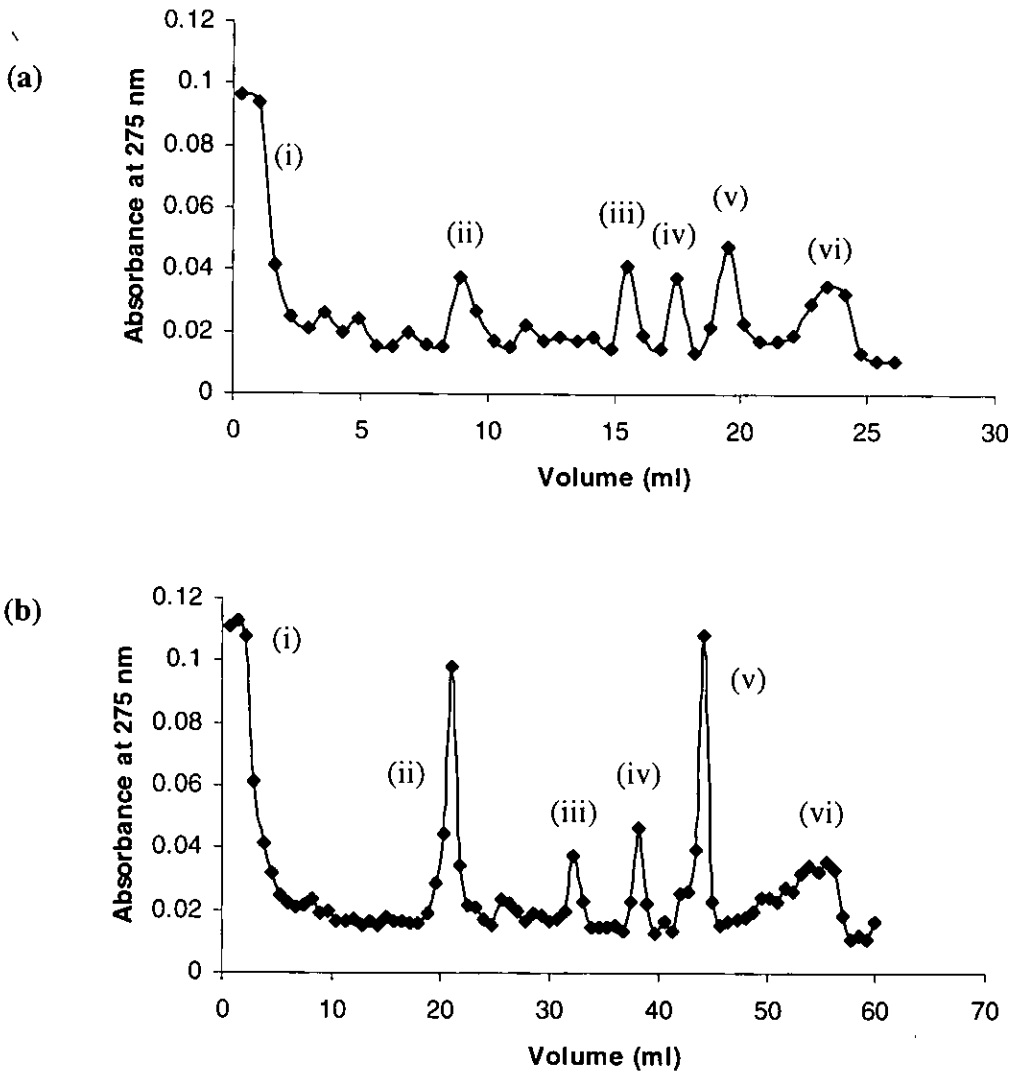 (a)
Absorbance at 275 nm
0.12
0.1
0.08
0.06
0.04
0.02
0
(i)
(ii)
(iii)
(iv)
(v)
(vi)
0 5 10 15 20 25 30
Volume (ml)
(b)
Absorbance at 275 nm
0.12
0.1
0.08
0.06
0.04
0.02
0
(i)
(ii)
(iii)
(iv)
(v)
(vi)
0 10 20 30 40 50 60 70
Volume (ml)